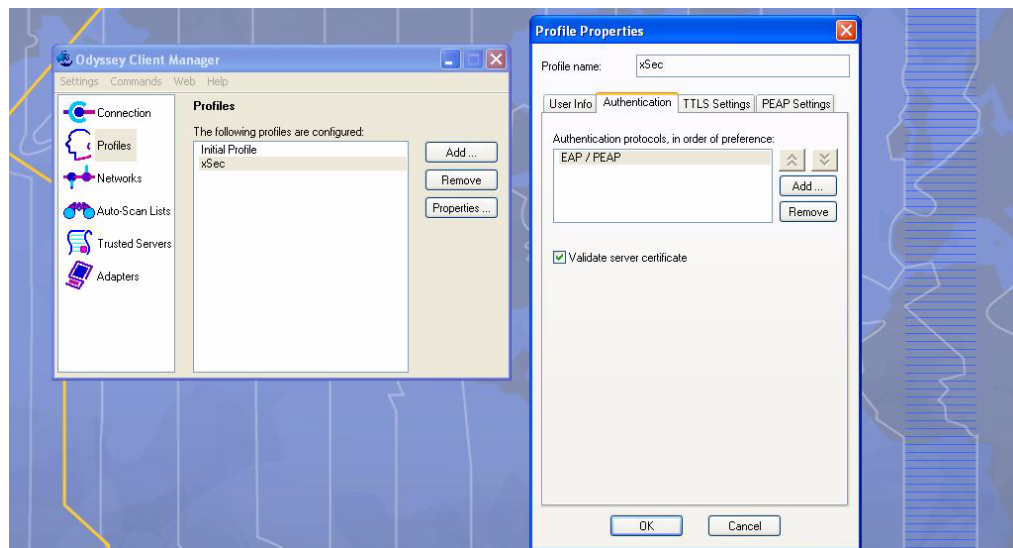 Odyssey Client Manager
Settings Commands Web Help
Connection
Profiles
Networks
Auto-Scan Lists
Trusted Servers
Adapters
Profiles
The following profiles are configured:
Initial Profile
xSec
Add ...
Remove
Properties ...
Profile Properties
Profile name: xSec
User Info Authentication TTLS Settings PEAP Settings
Authentication protocols, in order of preference:
EAP / PEAP
Add ...
Remove
Validate server certificate
OK Cancel